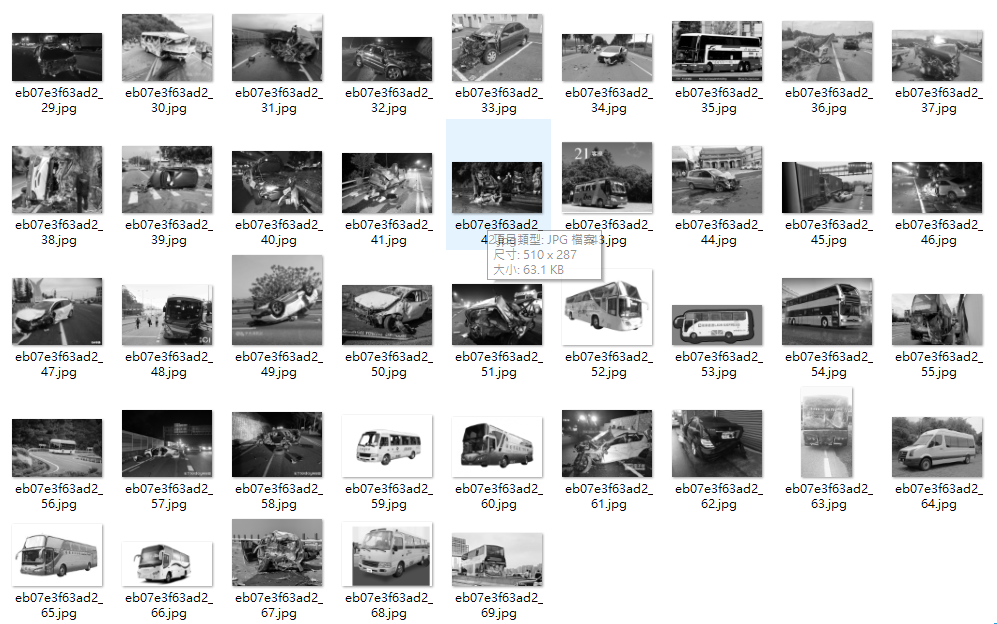 eb07e3f63ad2_
29.jpg
eb07e3f63ad2_
30.jpg
eb07e3f63ad2_
31.jpg
eb07e3f63ad2_
32.jpg
eb07e3f63ad2_
33.jpg
eb07e3f63ad2_
34.jpg
eb07e3f63ad2_
35.jpg
eb07e3f63ad2_
36.jpg
eb07e3f63ad2_
37.jpg
21
eb07e3f63ad2_
38.jpg
eb07e3f63ad2_
39.jpg
eb07e3f63ad2_
40.jpg
eb07e3f63ad2_
41.jpg
eb07e3f63ad2_
42.jpg
eb07e3f63ad2_
43.jpg
eb07e3f63ad2_
44.jpg
eb07e3f63ad2_
45.jpg
eb07e3f63ad2_
46.jpg
項目類型: JPG 檔案
尺寸: 510 x 287
大小: 63.1 KB
eb07e3f63ad2_
47.jpg
eb07e3f63ad2_
48.jpg
eb07e3f63ad2_
49.jpg
eb07e3f63ad2_
50.jpg
eb07e3f63ad2_
51.jpg
eb07e3f63ad2_
52.jpg
eb07e3f63ad2_
53.jpg
eb07e3f63ad2_
54.jpg
eb07e3f63ad2_
55.jpg
eb07e3f63ad2_
56.jpg
eb07e3f63ad2_
57.jpg
eb07e3f63ad2_
58.jpg
eb07e3f63ad2_
59.jpg
eb07e3f63ad2_
60.jpg
eb07e3f63ad2_
61.jpg
eb07e3f63ad2_
62.jpg
eb07e3f63ad2_
63.jpg
eb07e3f63ad2_
64.jpg
eb07e3f63ad2_
65.jpg
eb07e3f63ad2_
66.jpg
eb07e3f63ad2_
67.jpg
eb07e3f63ad2_
68.jpg
eb07e3f63ad2_
69.jpg